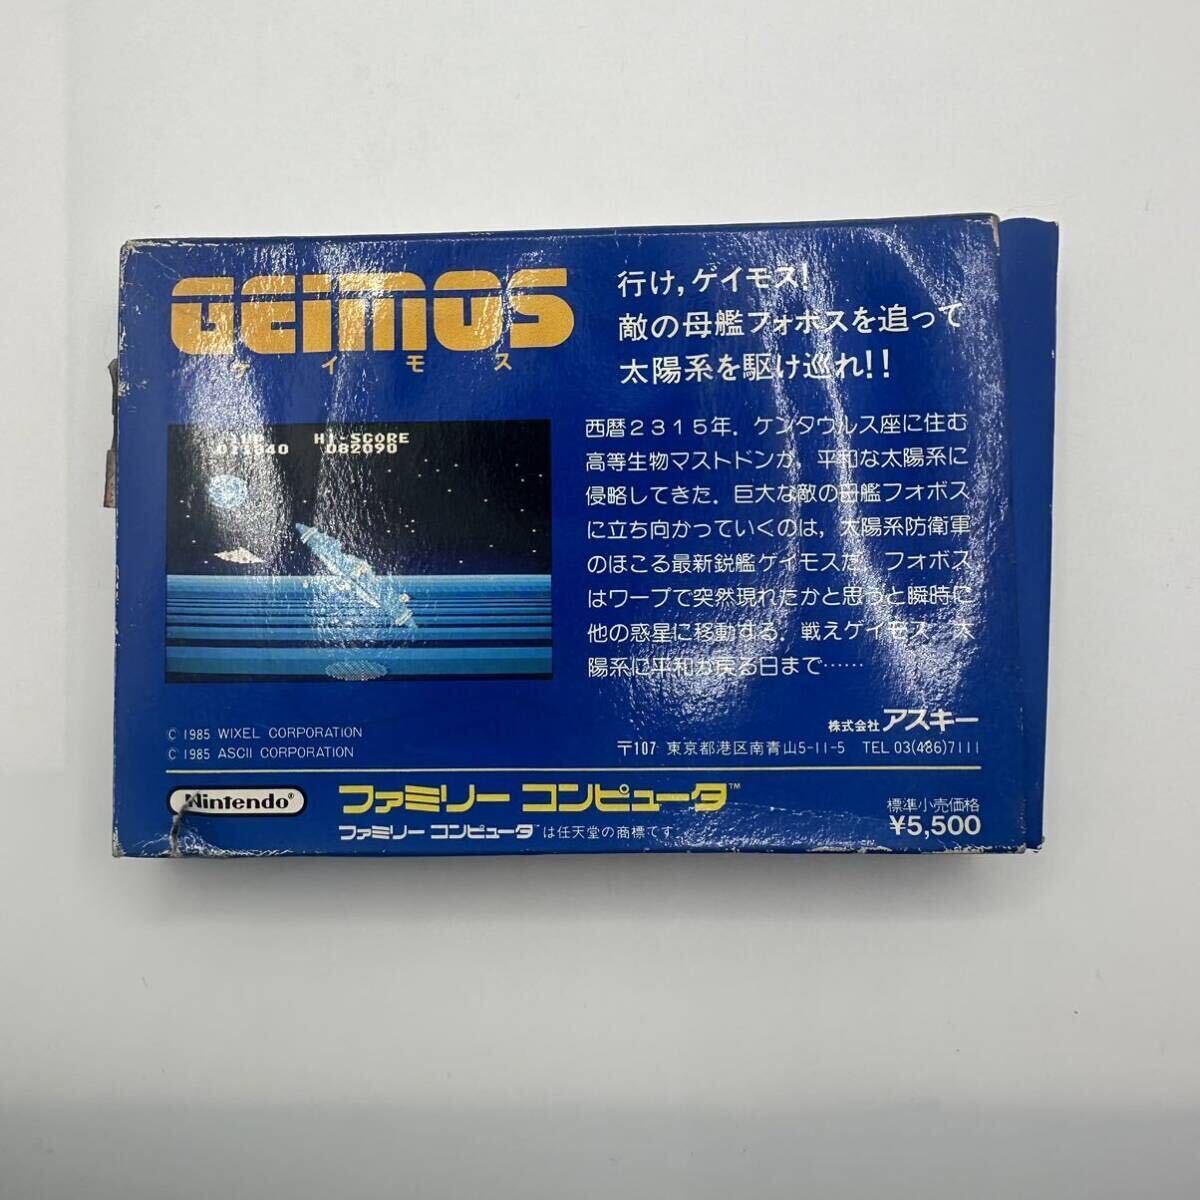 GEIMOS
ケイモス
行け,ケイモス!
敵の母艦フォボスを追って
太陽系を駆け巡れ!!
HI-SCORE
082090
西暦2315年.ケンタウルス座に住む
高等生物マストドンが,平和な太陽系に
侵略してきた.巨大な敵の母艦フォボス
に立ち向かっていくのは,太陽系防衛軍
のほこる最新鋭艦ケイモスだ.フォボス
はワープで突然現れたかと思うと瞬時に
他の惑星に移動する.戦えケイモス 太
陽系に平和が戻る日まで……
© 1985 WIXEL CORPORATION
© 1985 ASCII CORPORATION
株式会社アスキー
〒107 東京都港区南青山5-11-5 TEL 03(486)7111
Nintendo®
ファミリー コンピュータ™
ファミリー コンピュータ™は任天堂の商標です.
標準小売価格
¥5,500